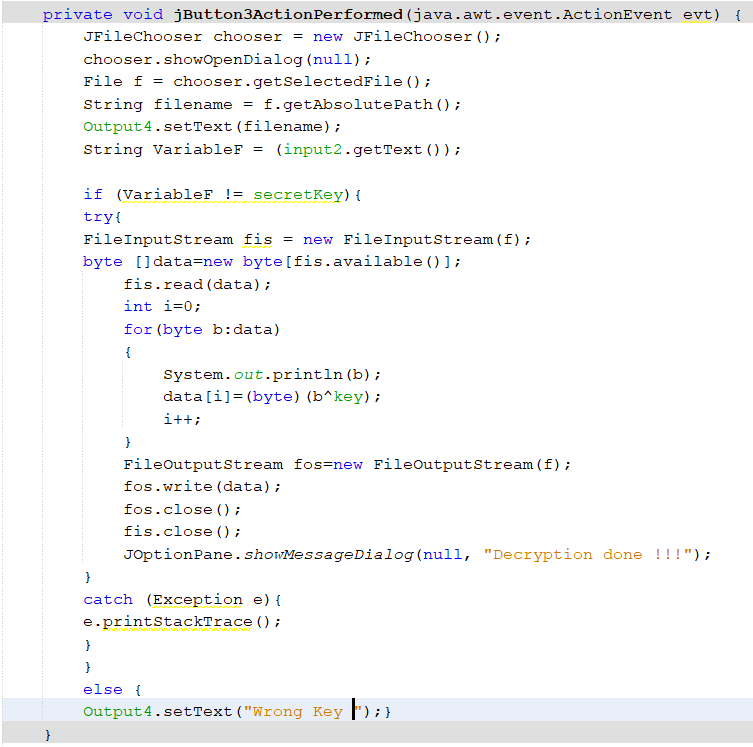 private void jButton3ActionPerformed(java.awt.event.ActionEvent evt) {
JFileChooser chooser = new JFileChooser();
chooser.showOpenDialog(null);
File f = chooser.getSelectedFile();
String filename = f.getAbsolutePath();
Output4.setText(filename);
String VariableF = (input2.getText());
if (VariableF != secretKey){
try{
FileInputStream fis = new FileInputStream(f);
byte []data=new byte[fis.available()];
fis.read(data);
int i=0;
for(byte b:data)
{
System.out.println(b);
data[i]=(byte)(b^key);
i++;
}
FileOutputStream fos=new FileOutputStream(f);
fos.write(data);
fos.close();
fis.close();
JOptionPane.showMessageDialog(null, "Decryption done !!!");
}
catch (Exception e){
e.printStackTrace();
}
}
else {
Output4.setText("Wrong Key ");}
}